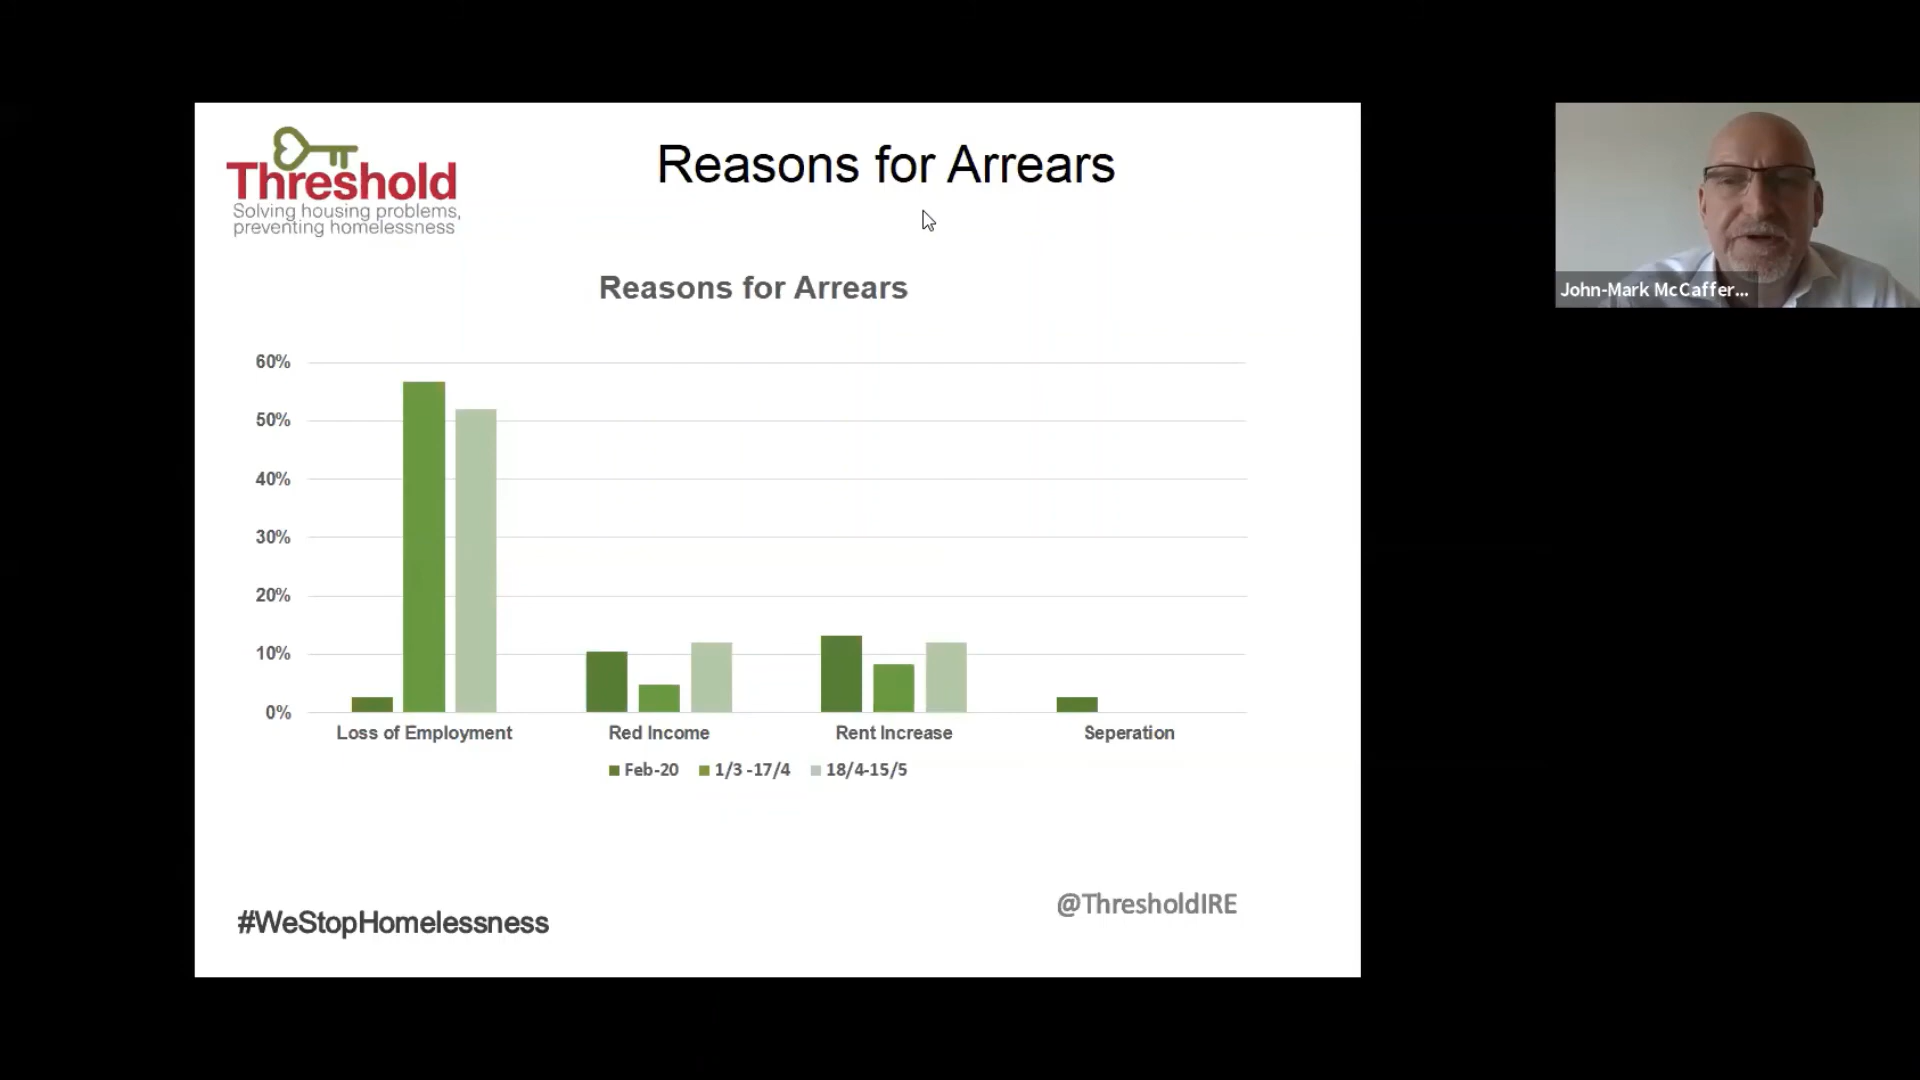 Threshold
Solving housing problems,
preventing homelessness
Reasons for Arrears
Reasons for Arrears
60%
50%
40%
30%
20%
10%
0%
Loss of Employment
Red Income
Rent Increase
Seperation
Feb-20
1/3 -17/4
18/4-15/5
#WeStopHomelessness
@ThresholdIRE
John-Mark McCaffer...